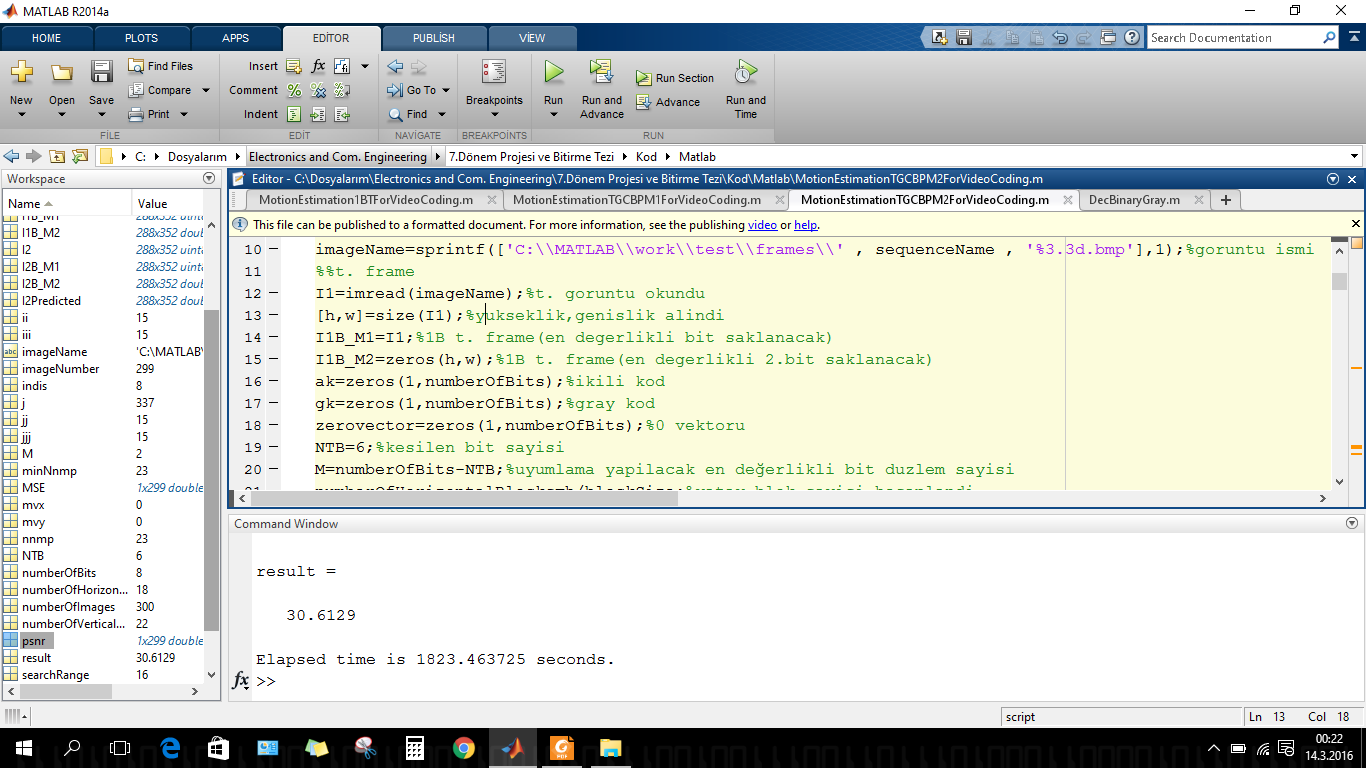 MATLAB R2014a
HOME PLOTS APPS EDİTOR PUBLİSH VİEW
Search Documentation
New Open Save
Find Files
Compare
Print
FİLE
Insert
Comment
Indent
EDİT
Go To
Find
NAVİGATE
Breakpoints
BREAKPOINTS
Run
Run and Advance
Run Section
Advance
Run and Time
RUN
C: Dosyalarım Electronics and Com. Engineering 7.Dönem Projesi ve Bitirme Tezi Kod Matlab
Workspace
Name Value
I1B_M1 288x352 uint
I1B_M2 288x352 doub
I2 288x352 uint
I2B_M1 288x352 uint
I2B_M2 288x352 doub
I2Predicted 288x352 double
ii 15
iii 15
imageName 'C:\MATLAB\
imageNumber 299
indis 8
j 337
jj 15
jjj 15
M 2
minNnmp 23
MSE 1x299 double
mvx 0
mvy 0
nnmp 23
NTB 6
numberOfBits 8
numberOfHorizon... 18
numberOfImages 300
numberOfVertical... 22
psnr 1x299 double
result 30.6129
searchRange 16
Editor - C:\Dosyalarım\Electronics and Com. Engineering\7.Dönem Projesi ve Bitirme Tezi\Kod\Matlab\MotionEstimationTGCBPM2ForVideoCoding.m
MotionEstimation1BTForVideoCoding.m MotionEstimationTGCBPM1ForVideoCoding.m MotionEstimationTGCBPM2ForVideoCoding.m DecBinaryGray.m
This file can be published to a formatted document. For more information, see the publishing video or help.
10 imageName=sprintf(['C:\\MATLAB\\work\\test\\frames\\' , sequenceName , '%3.3d.bmp'],1);%goruntu ismi
11 %%t. frame
12 I1=imread(imageName);%t. goruntu okundu
13 [h,w]=size(I1);%yukseklik,genislik alindi
14 I1B_M1=I1;%1B t. frame(en degerlikli bit saklanacak)
15 I1B_M2=zeros(h,w);%1B t. frame(en degerlikli 2.bit saklanacak)
16 ak=zeros(1,numberOfBits);%ikili kod
17 gk=zeros(1,numberOfBits);%gray kod
18 zerovector=zeros(1,numberOfBits);%0 vektoru
19 NTB=6;%kesilen bit sayisi
20 M=numberOfBits-NTB;%uyumlama yapilacak en değerlikli bit duzlem sayisi
Command Window
result =
30.6129
Elapsed time is 1823.463725 seconds.
fx >>
script Ln 13 Col 18
00:22
14.3.2016